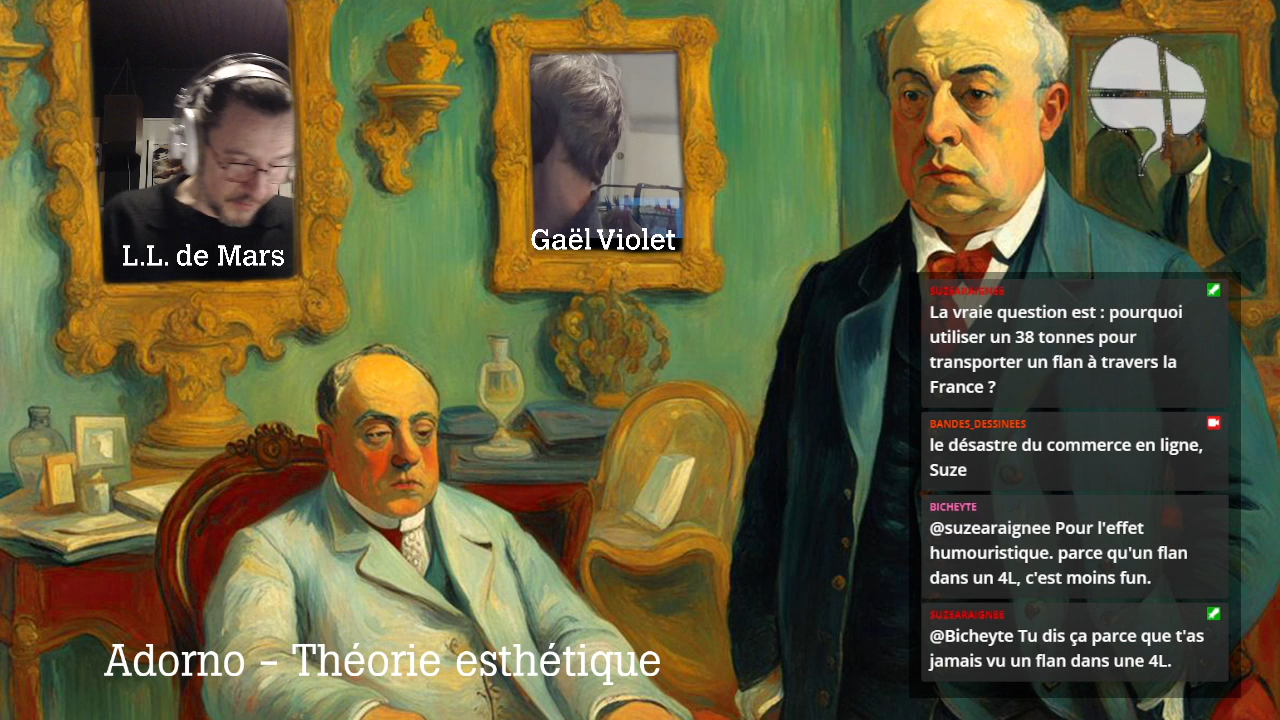 L.L. de Mars
Gaël Violet
SUZEARAIGNEE
La vraie question est : pourquoi
utiliser un 38 tonnes pour
transporter un flan à travers la
France ?
BANDES_DESSINEES
le désastre du commerce en ligne,
Suze
BICHEYTE
@suzearaignee Pour l'effet
humouristique. parce qu'un flan
dans un 4L, c'est moins fun.
SUZEARAIGNEE
@Bicheyte Tu dis ça parce que t'as
jamais vu un flan dans une 4L.
Adorno – Théorie esthétique